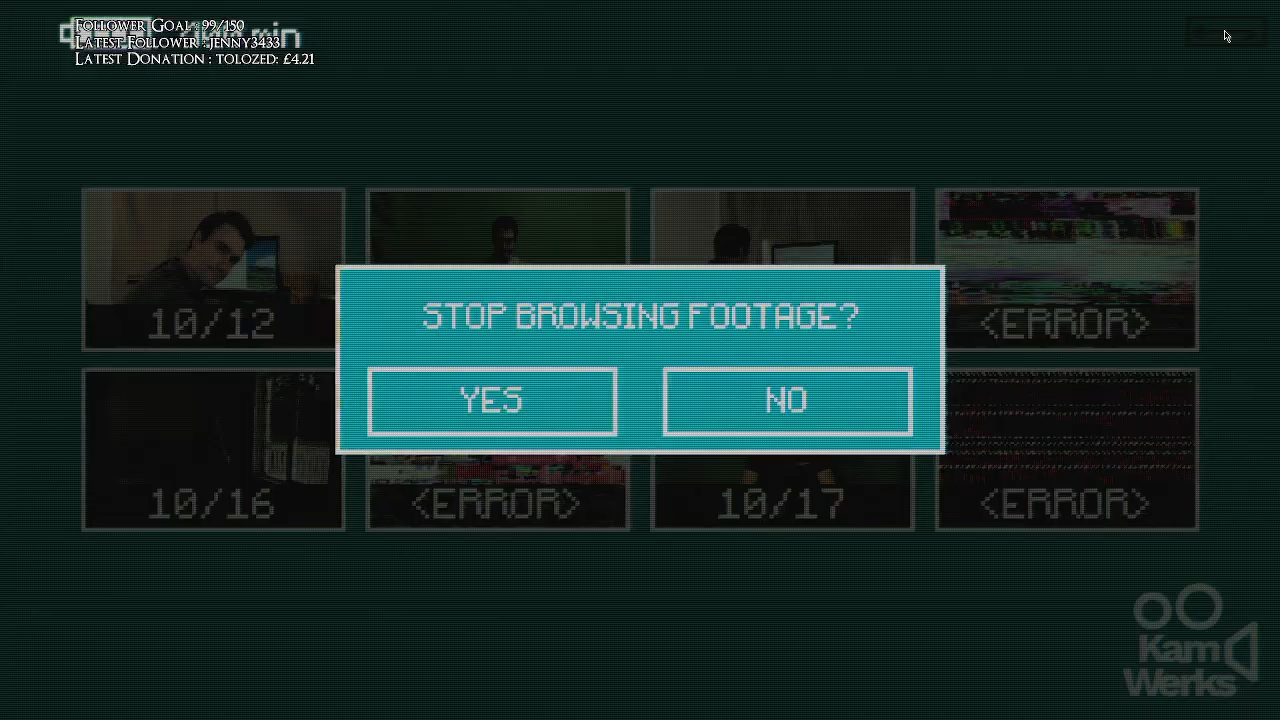 FOLLOWER GOAL : 99/150
LATEST FOLLOWER : JENNY3433
LATEST DONATION : TOLOZED: £4.21
min
STOP BROWSING FOOTAGE?
YES
NO
10/12
<ERROR>
10/16
<ERROR>
10/17
<ERROR>
Kam
Werks